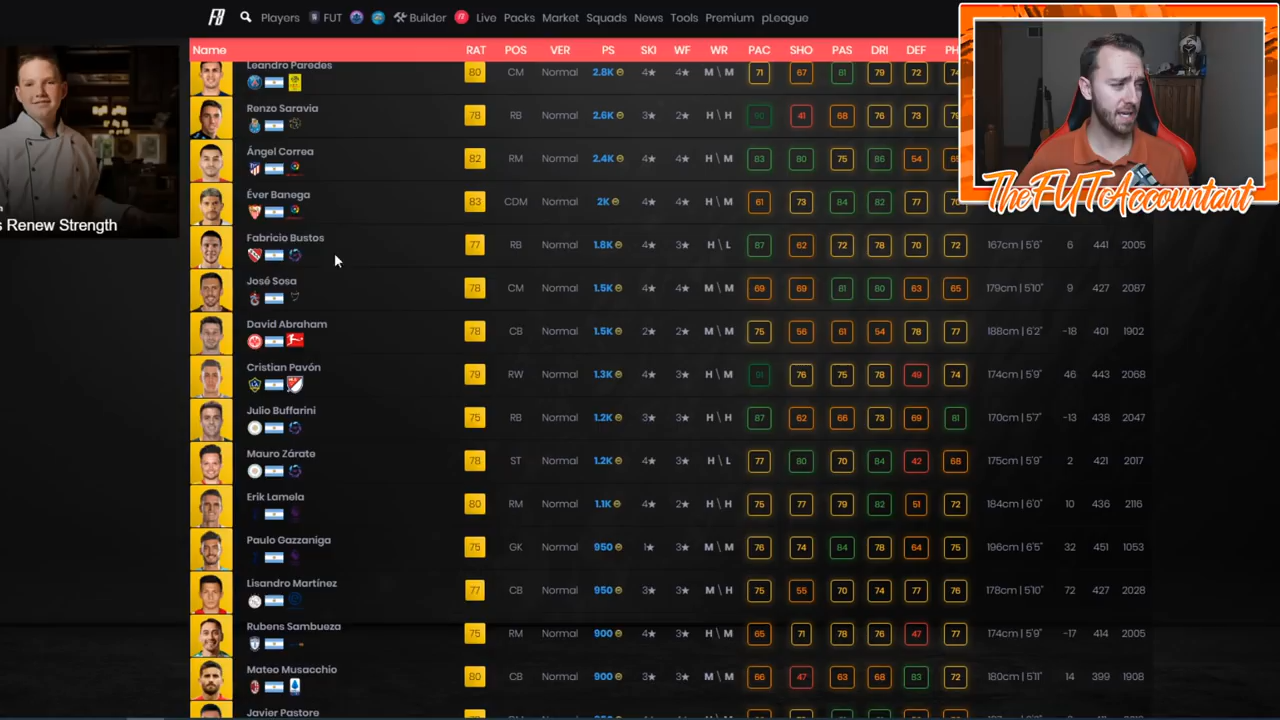 F8 Players FUT Builder Live Packs Market Squads News Tools Premium pLeague
Name RAT POS VER PS SKI WF WR PAC SHO PAS DRI DEF
Leandro Paredes 80 CM Normal 2.8K 4★ 4★ M \ M 71 67 81 79 72
Renzo Saravia 78 RB Normal 2.6K 3★ 2★ H \ H 41 68 76 73
Ángel Correa 82 RM Normal 2.4K 4★ 4★ H \ M 83 80 75 86 54
Éver Banega 83 CDM Normal 2K 4★ 4★ M \ M 61 73 84 82 77
Fabricio Bustos 77 RB Normal 1.8K 4★ 3★ H \ L 87 62 72 78 70 72 167cm | 5'6" 6 441 2005
José Sosa 78 CM Normal 1.5K 4★ 4★ M \ M 69 69 81 80 63 65 179cm | 5'10" 9 427 2087
David Abraham 78 CB Normal 1.5K 2★ 2★ M \ M 75 56 61 54 78 77 188cm | 6'2" -18 401 1902
Cristian Pavón 79 RW Normal 1.3K 4★ 3★ H \ M 91 76 75 78 49 74 174cm | 5'9" 46 443 2068
Julio Buffarini 75 RB Normal 1.2K 3★ 3★ H \ H 87 62 66 73 69 81 170cm | 5'7" -13 438 2047
Mauro Zárate 78 ST Normal 1.2K 4★ 3★ H \ L 77 80 70 84 42 68 175cm | 5'9" 2 421 2017
Erik Lamela 80 RM Normal 1.1K 4★ 2★ H \ H 75 77 79 82 51 72 184cm | 6'0" 10 436 2116
Paulo Gazzaniga 75 GK Normal 950 1★ 3★ M \ M 76 74 84 78 64 75 196cm | 6'5" 32 451 1053
Lisandro Martínez 77 CB Normal 950 3★ 3★ M \ H 75 55 70 74 77 76 178cm | 5'10" 72 427 2028
Rubens Sambueza 75 RM Normal 900 4★ 3★ H \ M 65 71 78 76 47 77 174cm | 5'9" -17 414 2005
Mateo Musacchio 80 CB Normal 900 3★ 3★ M \ M 66 47 63 68 83 72 180cm | 5'11" 14 399 1908
Javier Pastore
s Renew Strength
TheFUTAccountant